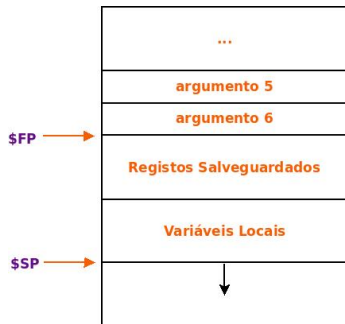 ...
argumento 5
argumento 6
$FP
Registos Salveguardados
Variáveis Locais
$SP